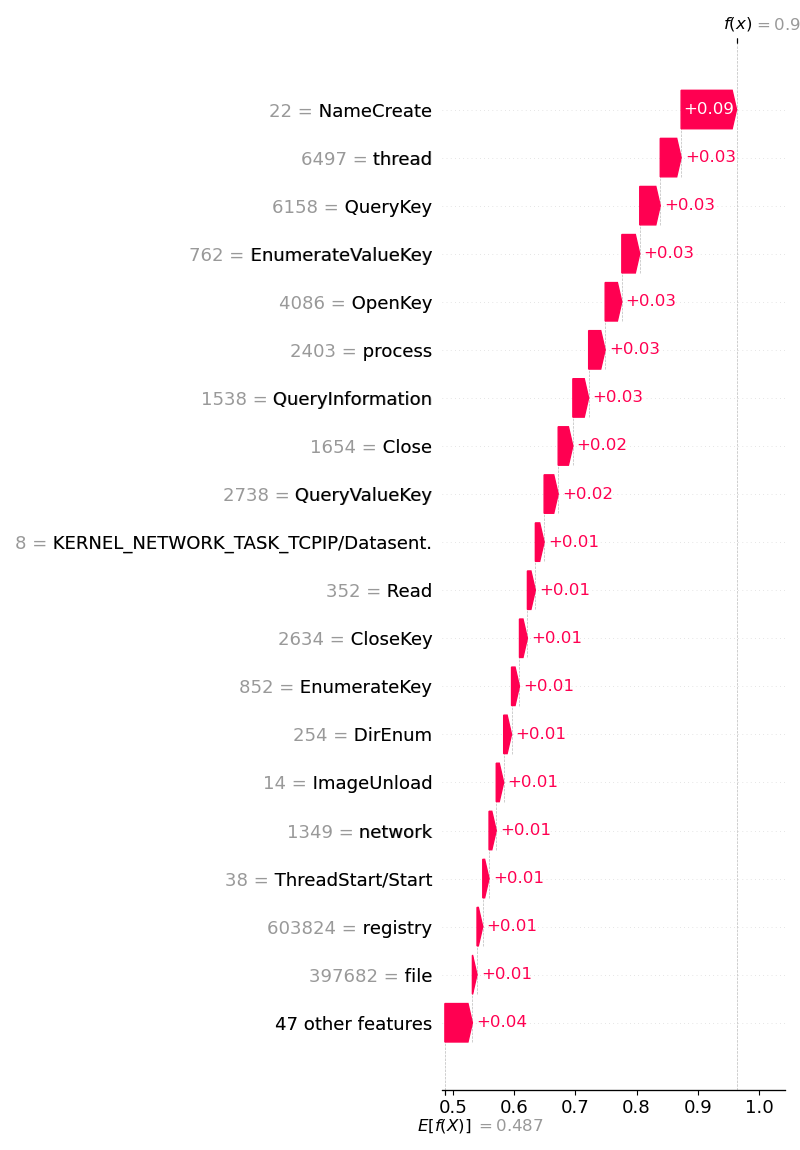 f(x) = 0.9
22 = NameCreate +0.09
6497 = thread +0.03
6158 = QueryKey +0.03
762 = EnumerateValueKey +0.03
4086 = OpenKey +0.03
2403 = process +0.03
1538 = QueryInformation +0.03
1654 = Close +0.02
2738 = QueryValueKey +0.02
8 = KERNEL_NETWORK_TASK_TCPIP/Datasent. +0.01
352 = Read +0.01
2634 = CloseKey +0.01
852 = EnumerateKey +0.01
254 = DirEnum +0.01
14 = ImageUnload +0.01
1349 = network +0.01
38 = ThreadStart/Start +0.01
603824 = registry +0.01
397682 = file +0.01
47 other features +0.04
0.5 0.6 0.7 0.8 0.9 1.0
E[f(X)] = 0.487